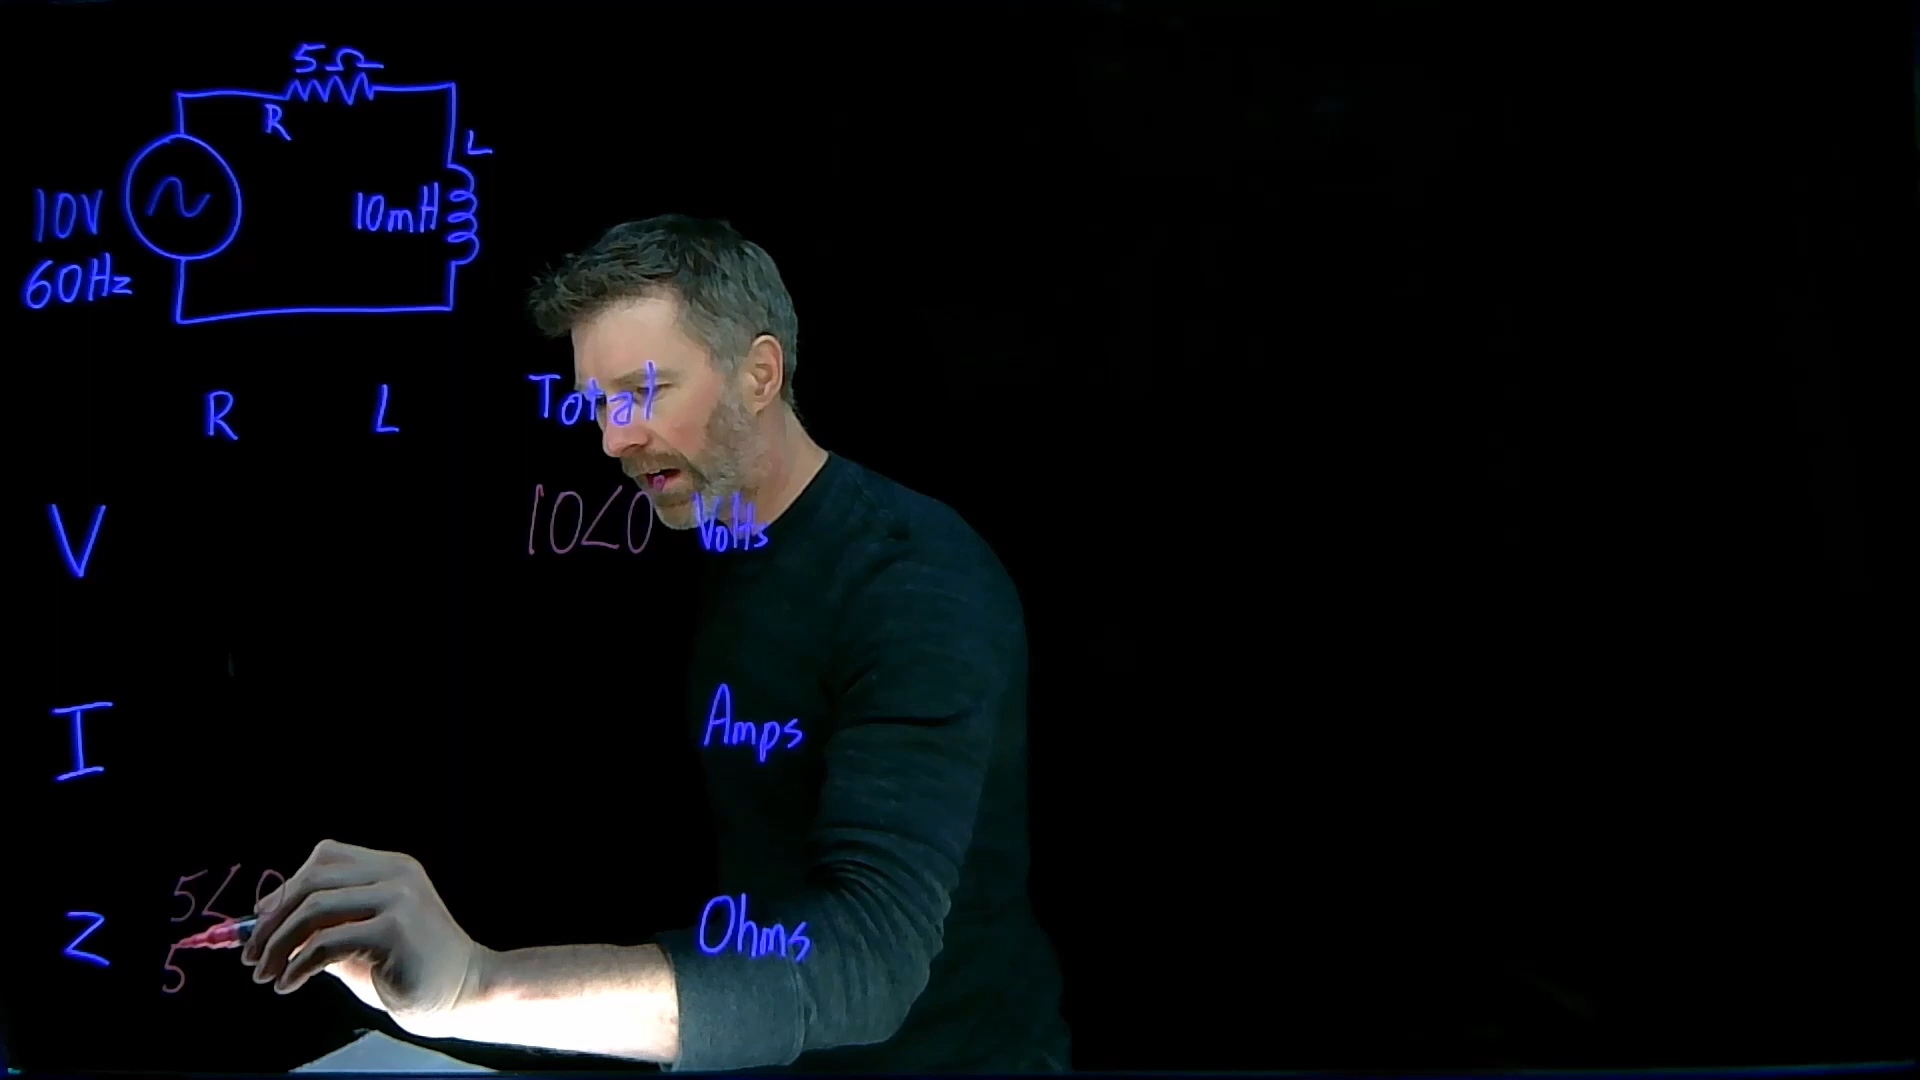 5Ω
R
L
10V
10mH
60Hz
R L Total
V 10∠0 Volts
I Amps
5∠0
Z Ohms
5